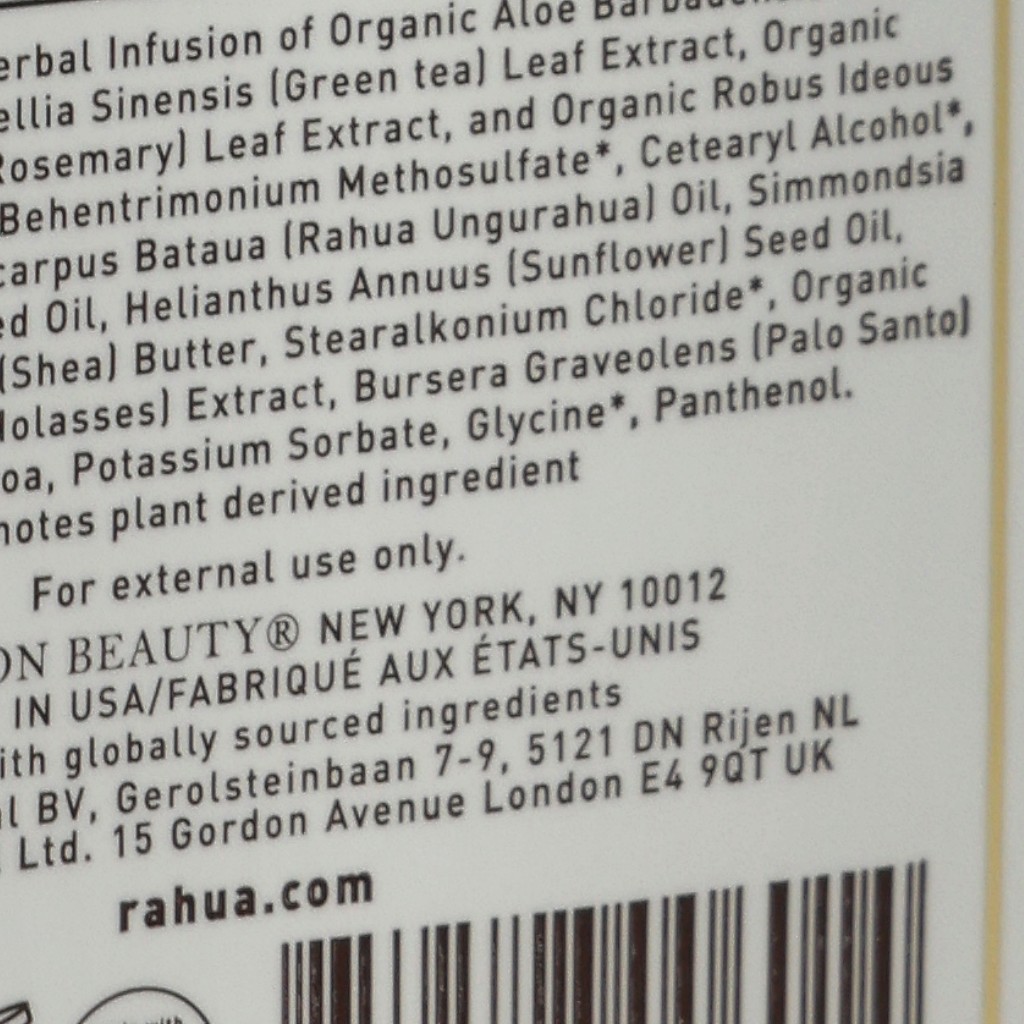 erbal Infusion of Organic Aloe
ellia Sinensis (Green tea) Leaf Extract, Organic
Rosemary) Leaf Extract, and Organic Robus Ideous
Behentrimonium Methosulfate*, Cetearyl Alcohol*,
carpus Bataua (Rahua Ungurahua) Oil, Simmondsia
ed Oil, Helianthus Annuus (Sunflower) Seed Oil,
(Shea) Butter, Stearalkonium Chloride*, Organic
Molasses) Extract, Bursera Graveolens (Palo Santo)
oa, Potassium Sorbate, Glycine*, Panthenol.
notes plant derived ingredient
For external use only.
ON BEAUTY® NEW YORK, NY 10012
IN USA/FABRIQUÉ AUX ÉTATS-UNIS
ith globally sourced ingredients
al BV, Gerolsteinbaan 7-9, 5121 DN Rijen NL
Ltd. 15 Gordon Avenue London E4 9QT UK
rahua.com